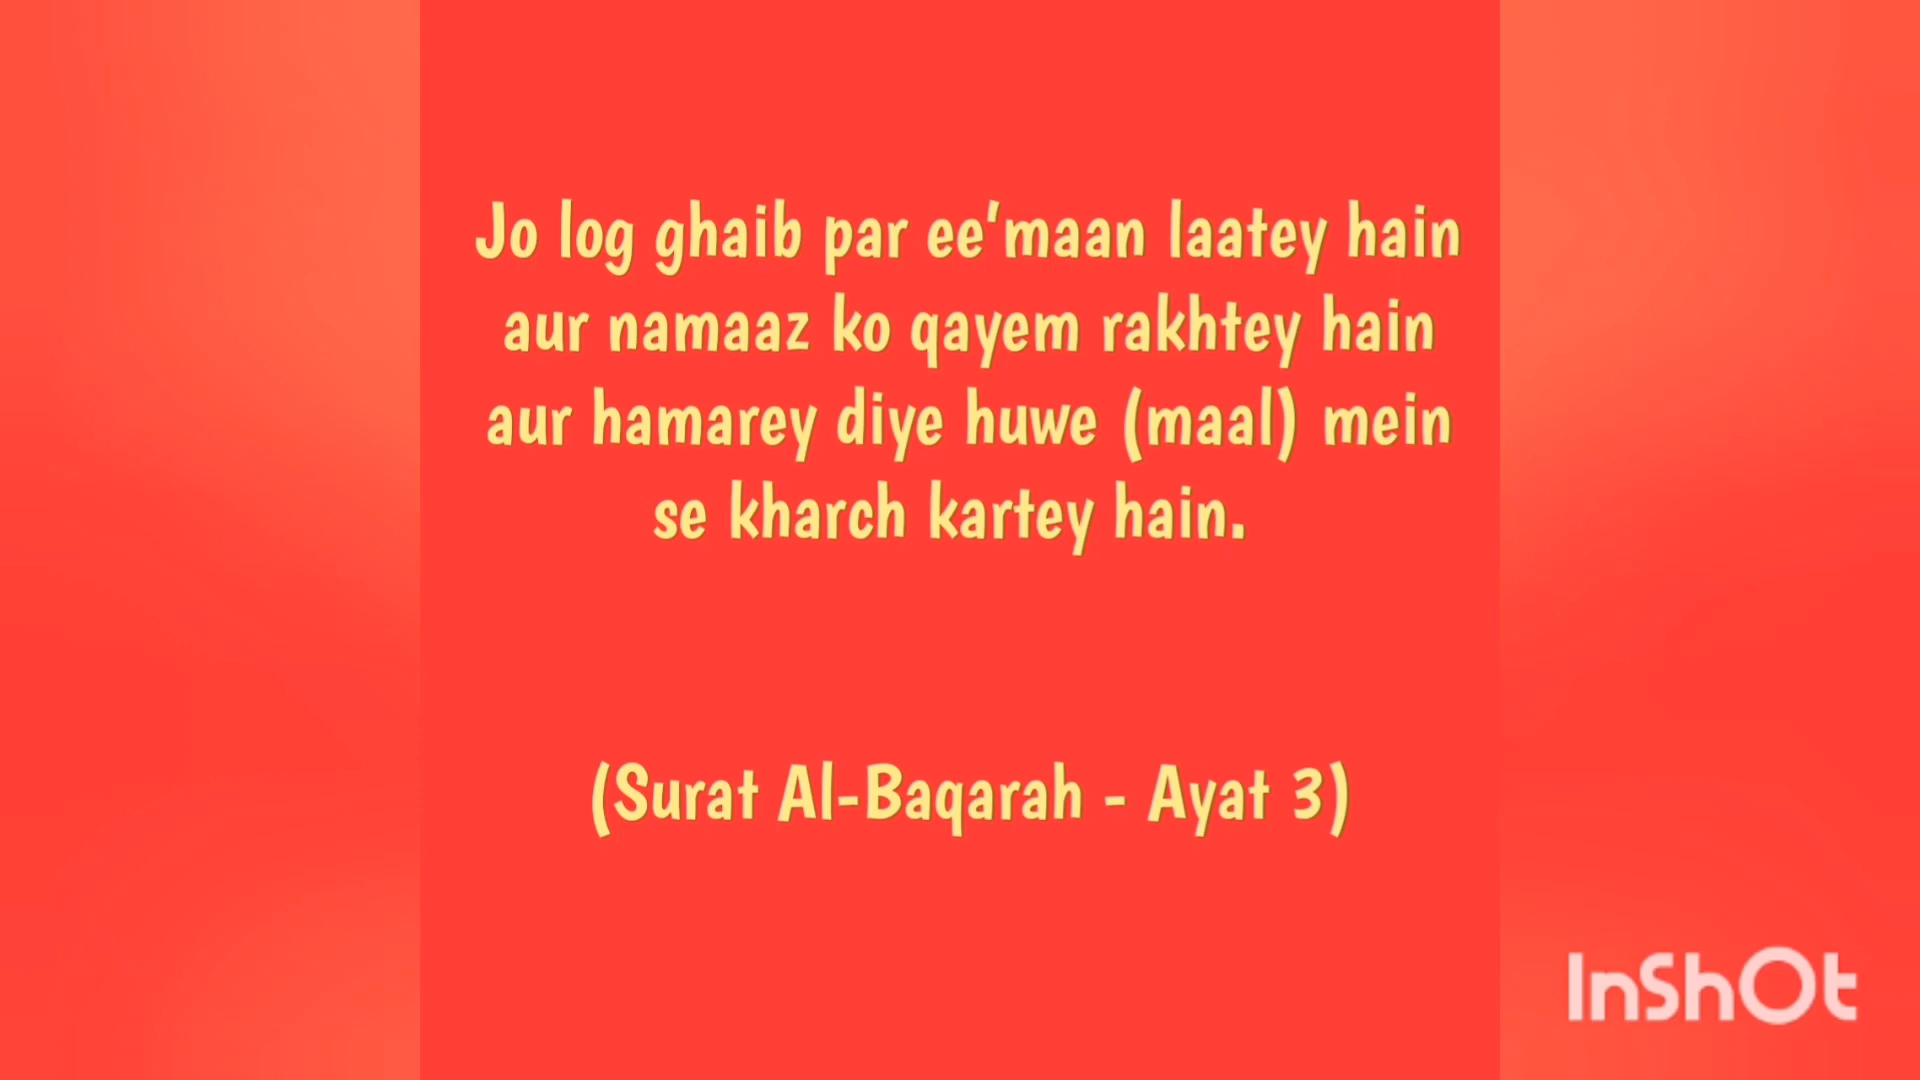 Jo log ghaib par ee'maan laatey hain
aur namaaz ko qayem rakhtey hain
aur hamarey diye huwe (maal) mein
se kharch kartey hain.
(Surat Al-Baqarah - Ayat 3)
InShOt